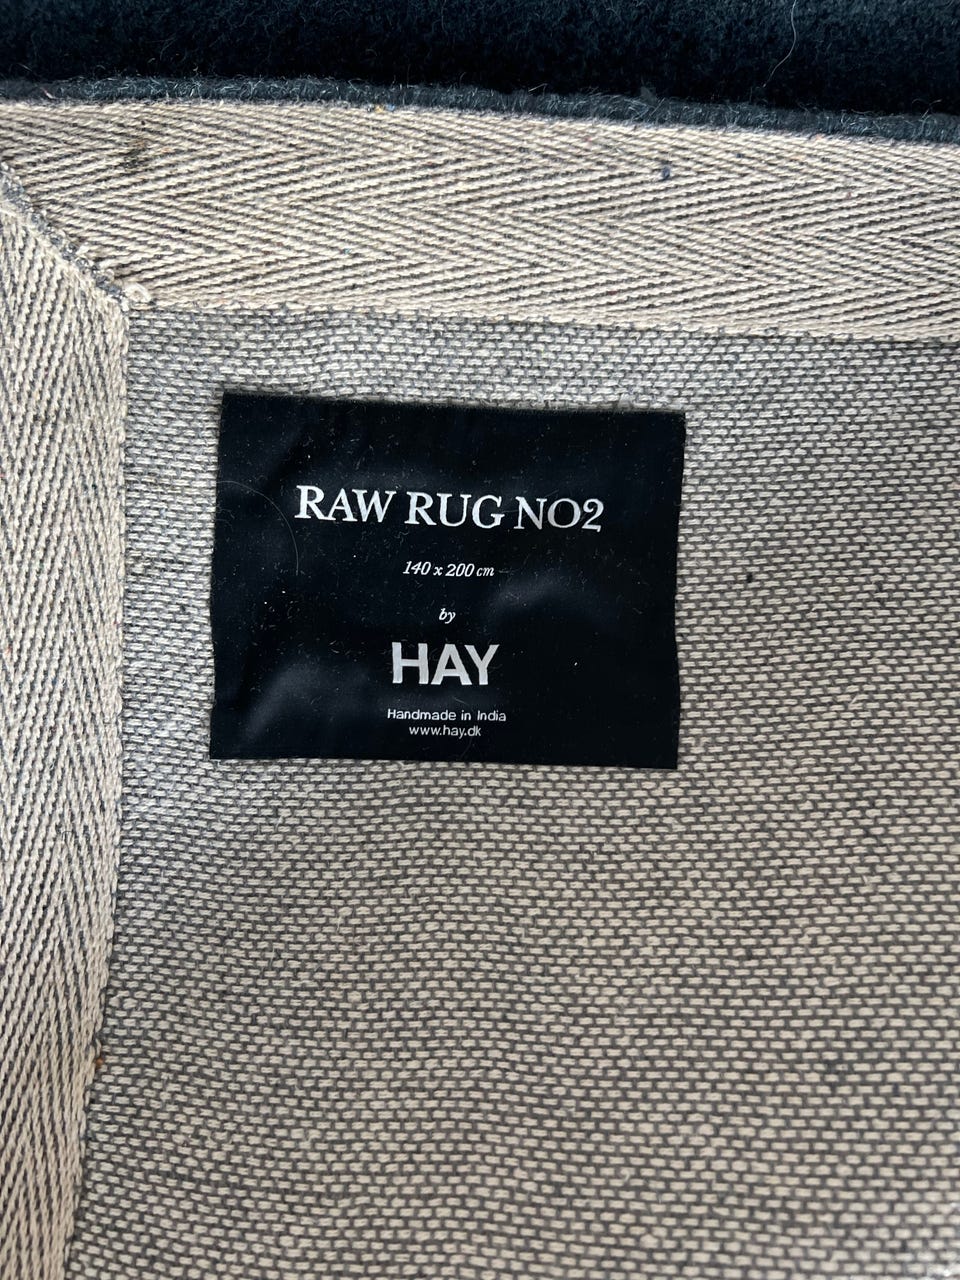 RAW RUG NO2
140 x 200 cm
by
HAY
Handmade in India
www.hay.dk